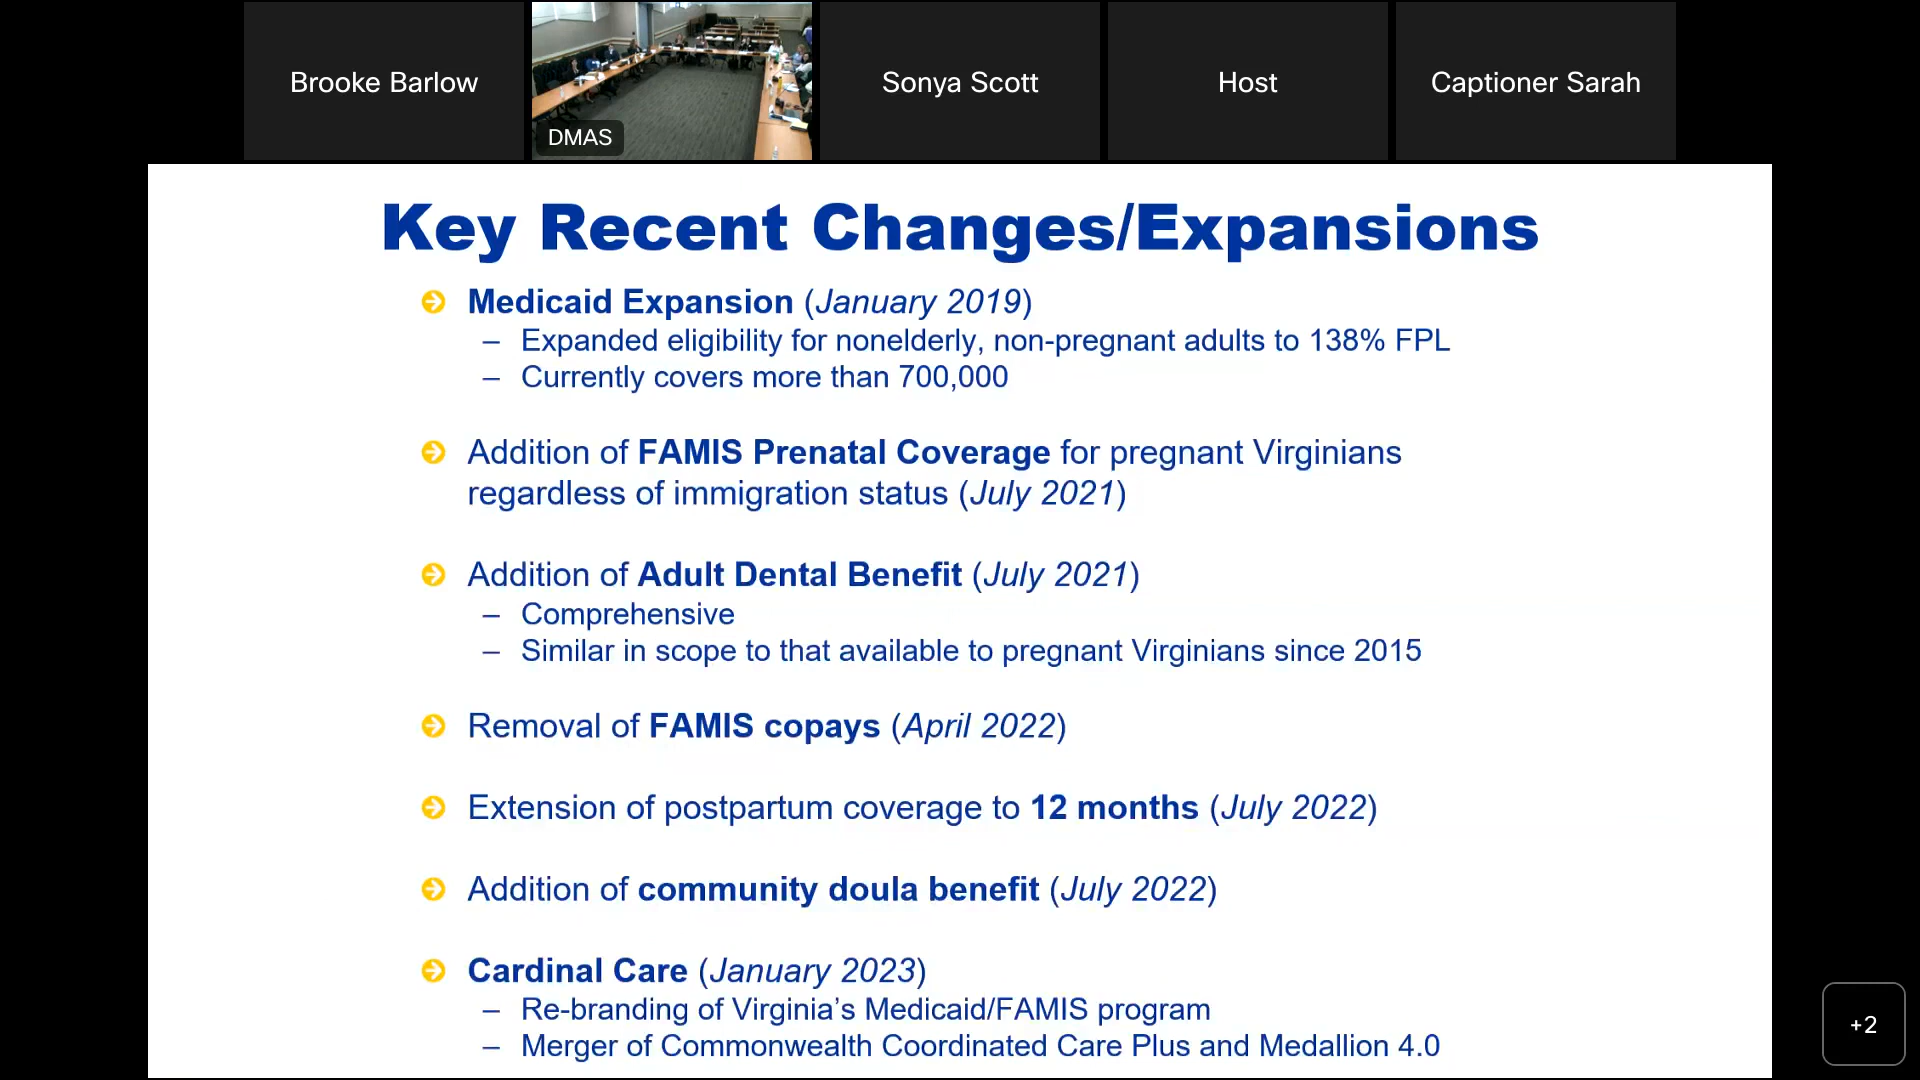 Brooke Barlow
DMAS
Sonya Scott
Host
Captioner Sarah
Key Recent Changes/Expansions
Medicaid Expansion (January 2019)
– Expanded eligibility for nonelderly, non-pregnant adults to 138% FPL
– Currently covers more than 700,000
Addition of FAMIS Prenatal Coverage for pregnant Virginians
regardless of immigration status (July 2021)
Addition of Adult Dental Benefit (July 2021)
– Comprehensive
– Similar in scope to that available to pregnant Virginians since 2015
Removal of FAMIS copays (April 2022)
Extension of postpartum coverage to 12 months (July 2022)
Addition of community doula benefit (July 2022)
Cardinal Care (January 2023)
– Re-branding of Virginia’s Medicaid/FAMIS program
– Merger of Commonwealth Coordinated Care Plus and Medallion 4.0
+2